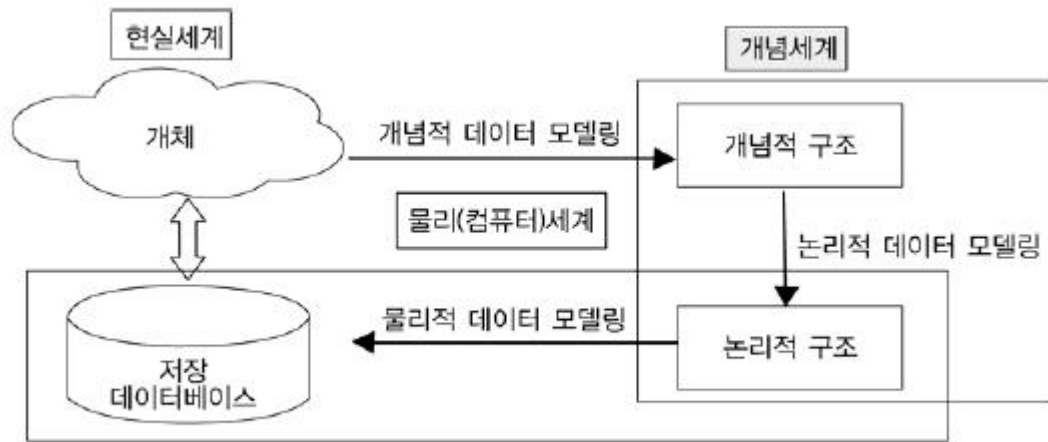 현실세계
개념세계
개체
개념적 데이터 모델링
개념적 구조
물리(컴퓨터)세계
논리적 데이터 모델링
물리적 데이터 모델링
논리적 구조
저장
데이터베이스